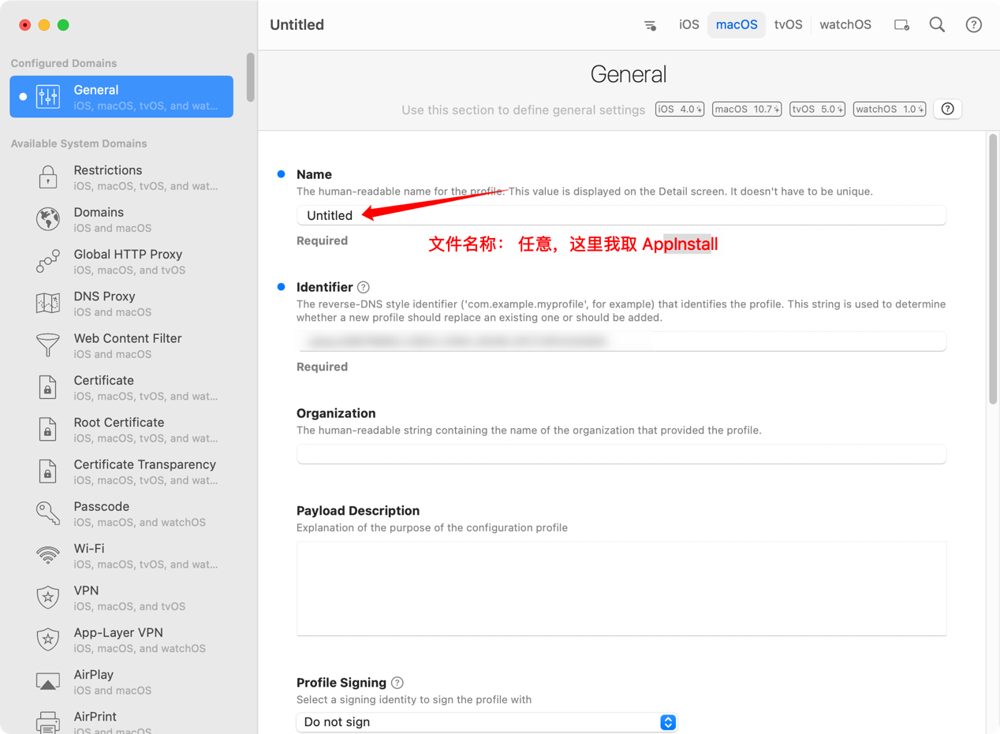 Untitled
iOS
macOS
tvOS
watchOS
Configured Domains
General
iOS, macOS, tvOS, and wat...
Available System Domains
Restrictions
iOS, macOS, tvOS, and wat...
Domains
iOS and macOS
Global HTTP Proxy
iOS, macOS, and tvOS
DNS Proxy
iOS and macOS
Web Content Filter
iOS and macOS
Certificate
iOS, macOS, tvOS, and wat...
Root Certificate
iOS, macOS, tvOS, and wat...
Certificate Transparency
iOS, macOS, tvOS, and wat...
Passcode
iOS, macOS, and watchOS
Wi-Fi
iOS, macOS, tvOS, and wat...
VPN
iOS, macOS, and tvOS
App-Layer VPN
iOS, macOS, and watchOS
AirPlay
iOS and macOS
AirPrint
iOS and macOS
General
Use this section to define general settings
iOS 4.0+
macOS 10.7+
tvOS 5.0+
watchOS 1.0+
Name
The human-readable name for the profile. This value is displayed on the Detail screen. It doesn't have to be unique.
Untitled
Required
文件名称： 任意，这里我取 AppInstall
Identifier
The reverse-DNS style identifier ('com.example.myprofile', for example) that identifies the profile. This string is used to determine
whether a new profile should replace an existing one or should be added.
Required
Organization
The human-readable string containing the name of the organization that provided the profile.
Payload Description
Explanation of the purpose of the configuration profile
Profile Signing
Select a signing identity to sign the profile with
Do not sign